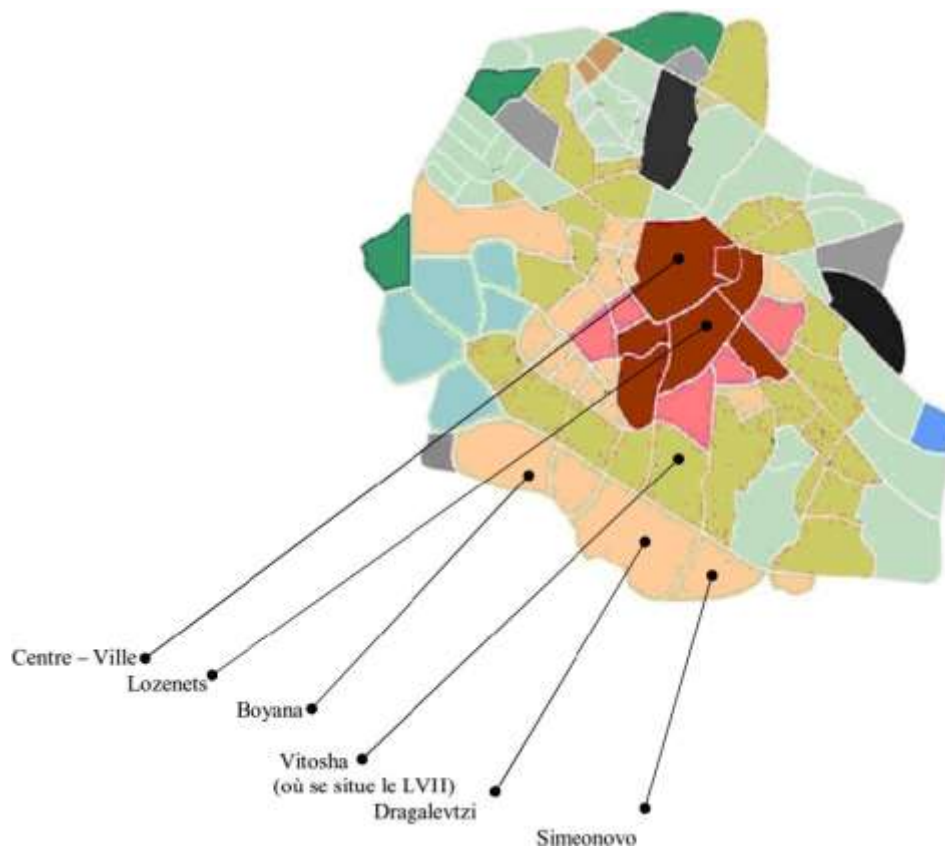 Centre – Ville
Lozenets
Boyana
Vitosha
(où se situe le LVII)
Dragalevtzi
Simeonovo